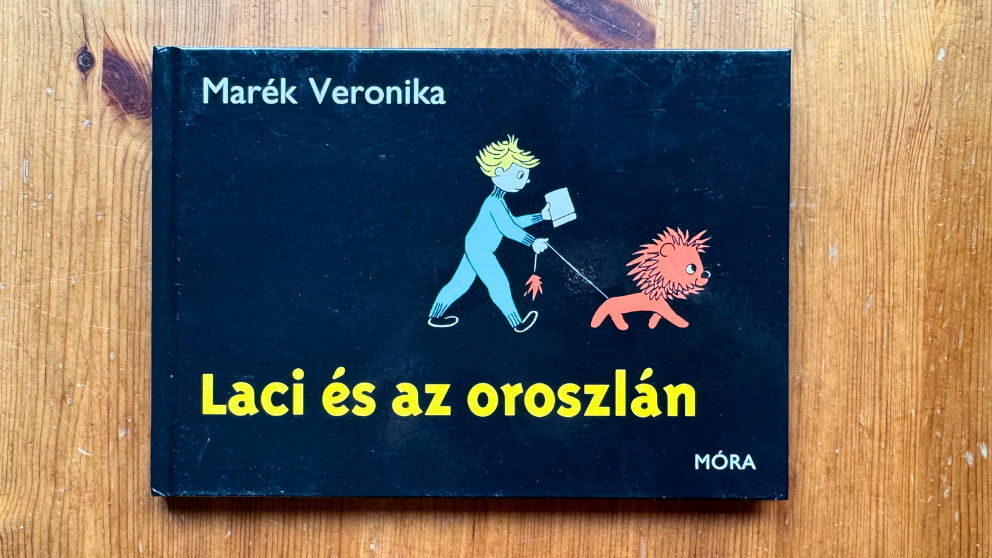 Marék Veronika
Laci és az oroszlán
MÓRA